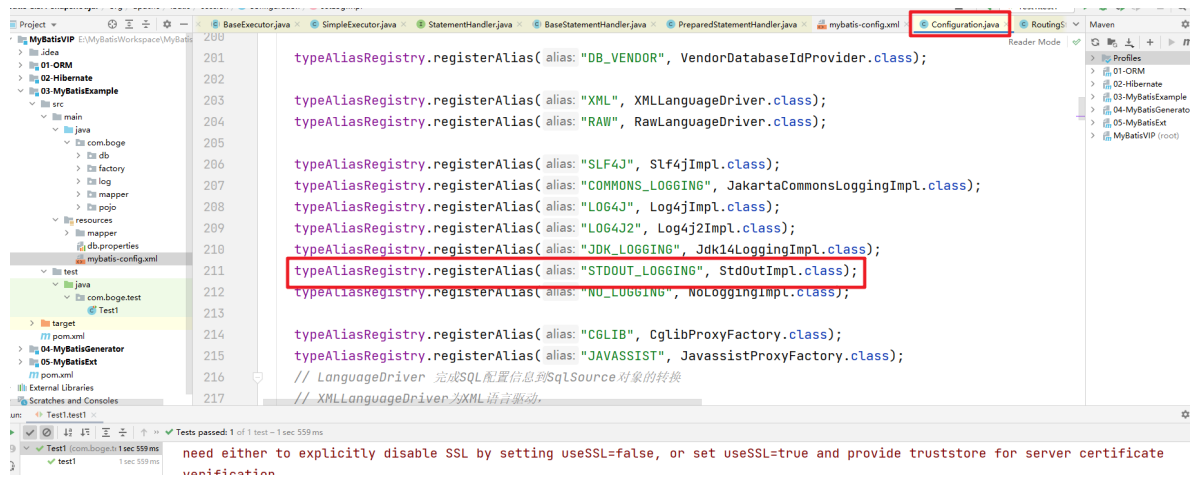 Project
BaseExecutor.java
SimpleExecutor.java
StatementHandler.java
BaseStatementHandler.java
PreparedStatementHandler.java
mybatis-config.xml
Configuration.java
RoutingS
Maven
MyBatisVIP E:\MyBatisWorkspace\MyBatis
.idea
01-ORM
02-Hibernate
03-MyBatisExample
src
main
java
com.boge
db
factory
log
mapper
pojo
resources
mapper
db.properties
mybatis-config.xml
test
java
com.boge.test
Test1
target
pom.xml
04-MyBatisGenerator
05-MyBatisExt
pom.xml
External Libraries
Scratches and Consoles
Reader Mode
200
201 typeAliasRegistry.registerAlias( alias: "DB_VENDOR", VendorDatabaseIdProvider.class);
202
203 typeAliasRegistry.registerAlias( alias: "XML", XMLLanguageDriver.class);
204 typeAliasRegistry.registerAlias( alias: "RAW", RawLanguageDriver.class);
205
206 typeAliasRegistry.registerAlias( alias: "SLF4J", Slf4jImpl.class);
207 typeAliasRegistry.registerAlias( alias: "COMMONS_LOGGING", JakartaCommonsLoggingImpl.class);
208 typeAliasRegistry.registerAlias( alias: "LOG4J", Log4jImpl.class);
209 typeAliasRegistry.registerAlias( alias: "LOG4J2", Log4j2Impl.class);
210 typeAliasRegistry.registerAlias( alias: "JDK_LOGGING", Jdk14LoggingImpl.class);
211 typeAliasRegistry.registerAlias( alias: "STDOUT_LOGGING", StdOutImpl.class);
212 typeAliasRegistry.registerAlias( alias: "NO_LOGGING", NoLoggingImpl.class);
213
214 typeAliasRegistry.registerAlias( alias: "CGLIB", CglibProxyFactory.class);
215 typeAliasRegistry.registerAlias( alias: "JAVASSIST", JavassistProxyFactory.class);
216 // LanguageDriver 完成SQL配置信息到SqlSource对象的转换
217 // XMLLanguageDriver为XML语言驱动,
Profiles
01-ORM
02-Hibernate
03-MyBatisExample
04-MyBatisGenerato
05-MyBatisExt
MyBatisVIP (root)
un: Test1.test1
Tests passed: 1 of 1 test – 1 sec 559 ms
Test1 (com.boge.te 1 sec 559 ms
test1 1 sec 559 ms
need either to explicitly disable SSL by setting useSSL=false, or set useSSL=true and provide truststore for server certificate
verification